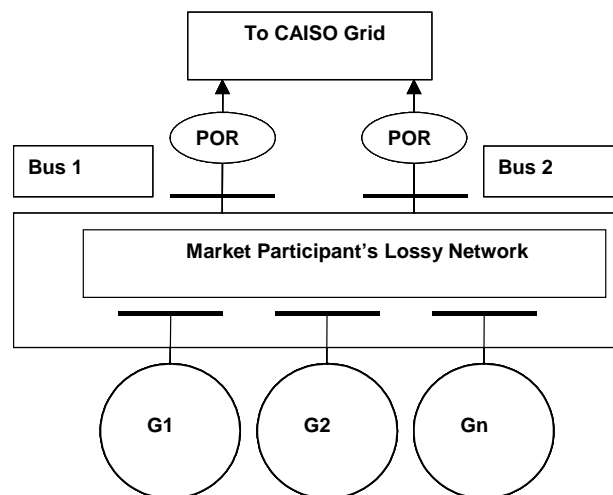 To CAISO Grid
POR
POR
Bus 1
Bus 2
Market Participant's Lossy Network
G1
G2
Gn